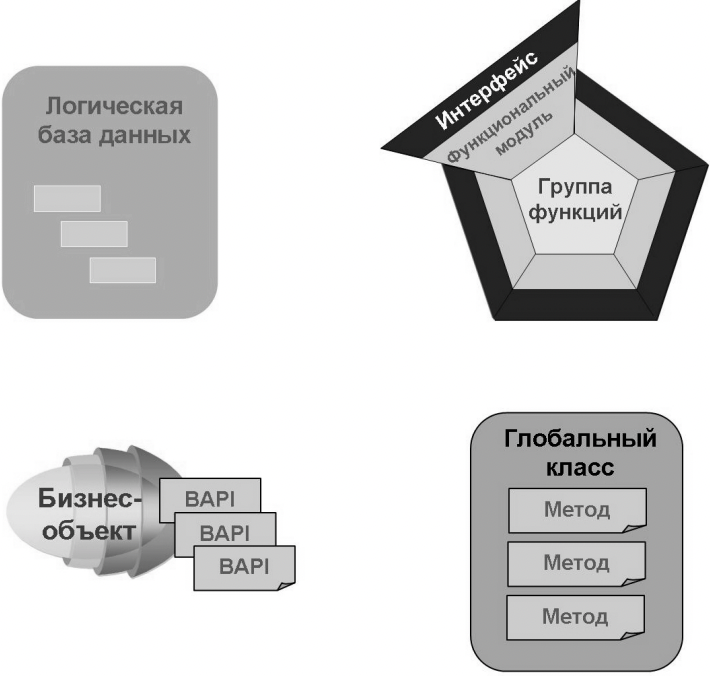 Логическая
база данных
Интерфейс
Функциональный
модуль
Группа
функций
Бизнес-
объект
BAPI
BAPI
BAPI
Глобальный
класс
Метод
Метод
Метод